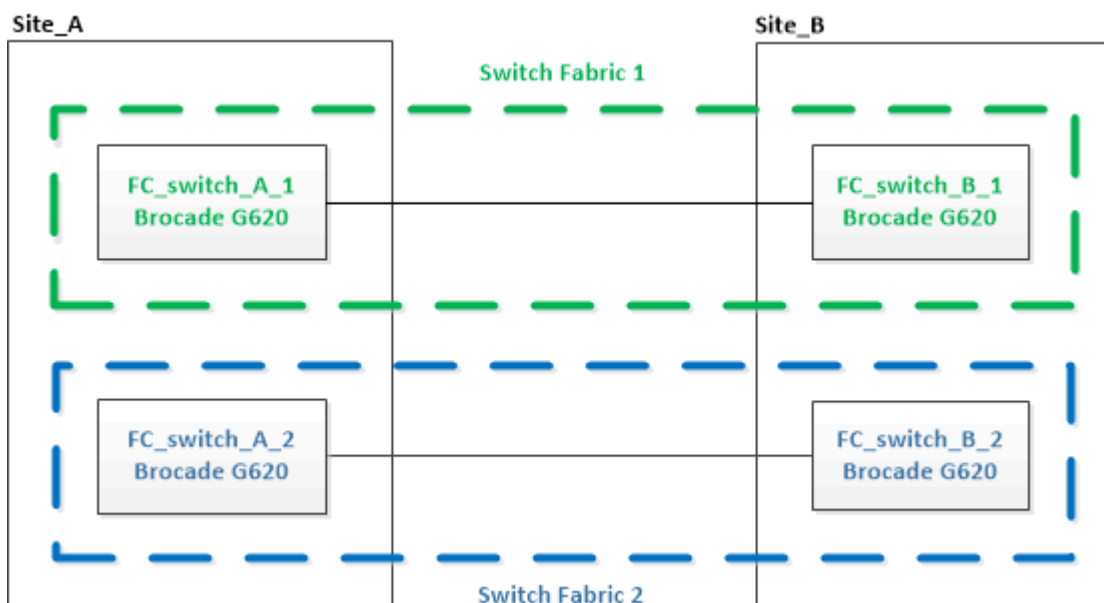 Site_A
Site_B
Switch Fabric 1
FC_switch_A_1
Brocade G620
FC_switch_B_1
Brocade G620
FC_switch_A_2
Brocade G620
FC_switch_B_2
Brocade G620
Switch Fabric 2